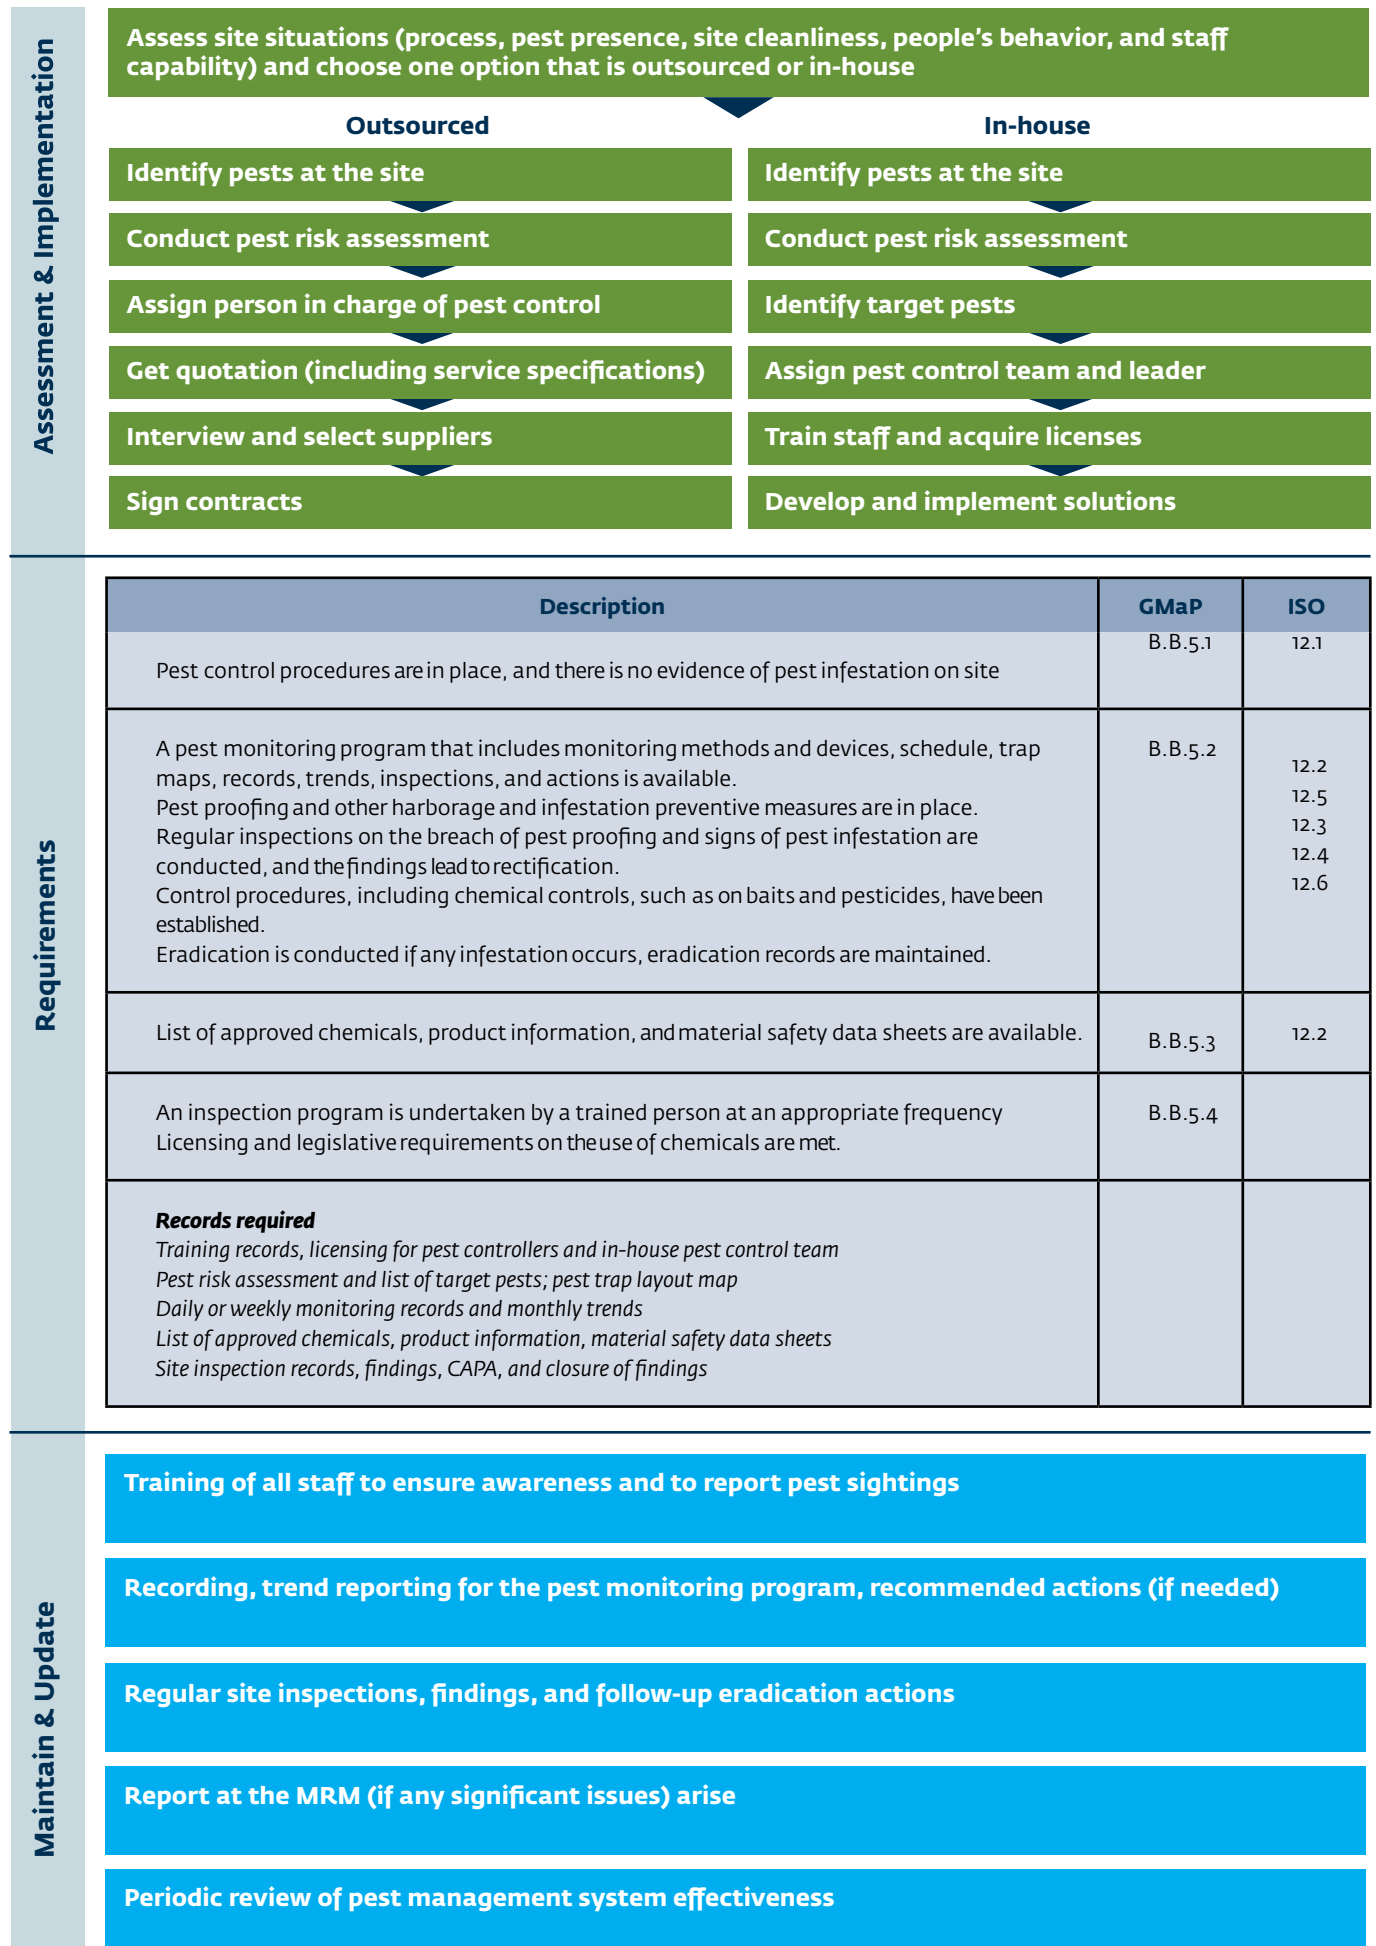 Assessment & Implementation
Assess site situations (process, pest presence, site cleanliness, people's behavior, and staff
capability) and choose one option that is outsourced or in-house
Outsourced
Identify pests at the site
Conduct pest risk assessment
Assign person in charge of pest control
Get quotation (including service specifications)
Interview and select suppliers
Sign contracts
In-house
Identify pests at the site
Conduct pest risk assessment
Identify target pests
Assign pest control team and leader
Train staff and acquire licenses
Develop and implement solutions
Requirements
Description GMaP ISO
Pest control procedures are in place, and there is no evidence of pest infestation on site
B.B.5.1
12.1
A pest monitoring program that includes monitoring methods and devices, schedule, trap
maps, records, trends, inspections, and actions is available.
Pest proofing and other harborage and infestation preventive measures are in place.
Regular inspections on the breach of pest proofing and signs of pest infestation are
conducted, and the findings lead to rectification.
Control procedures, including chemical controls, such as on baits and pesticides, have been
established.
Eradication is conducted if any infestation occurs, eradication records are maintained.
B.B.5.2
12.2
12.5
12.3
12.4
12.6
List of approved chemicals, product information, and material safety data sheets are available.
B.B.5.3
12.2
An inspection program is undertaken by a trained person at an appropriate frequency
Licensing and legislative requirements on the use of chemicals are met.
B.B.5.4
Records required
Training records, licensing for pest controllers and in-house pest control team
Pest risk assessment and list of target pests; pest trap layout map
Daily or weekly monitoring records and monthly trends
List of approved chemicals, product information, material safety data sheets
Site inspection records, findings, CAPA, and closure of findings
Maintain & Update
Training of all staff to ensure awareness and to report pest sightings
Recording, trend reporting for the pest monitoring program, recommended actions (if needed)
Regular site inspections, findings, and follow-up eradication actions
Report at the MRM (if any significant issues) arise
Periodic review of pest management system effectiveness